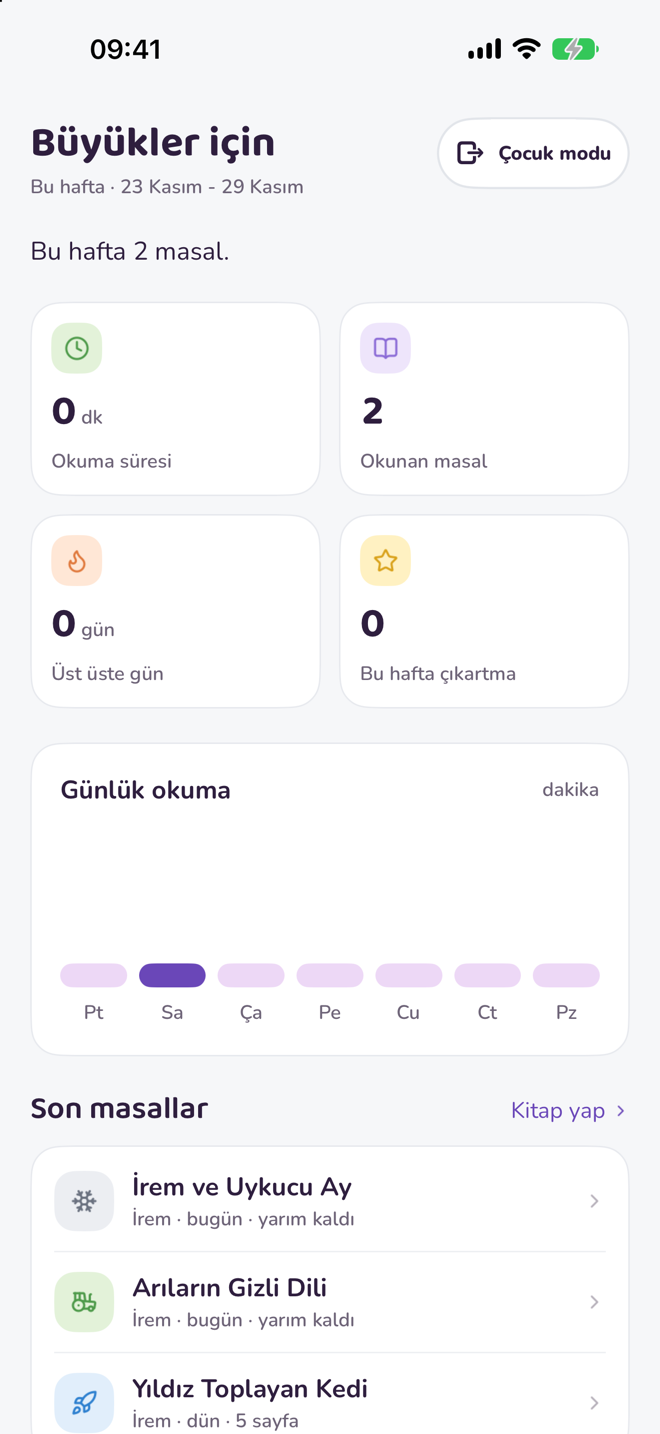 09:41
Büyükler için
Çocuk modu
Bu hafta · 23 Kasım - 29 Kasım
Bu hafta 2 masal.
0 dk
Okuma süresi
2
Okunan masal
0 gün
Üst üste gün
0
Bu hafta çıkartma
Günlük okuma
dakika
Pt Sa Ça Pe Cu Ct Pz
Son masallar
Kitap yap
İrem ve Uykucu Ay
İrem · bugün · yarım kaldı
Arıların Gizli Dili
İrem · bugün · yarım kaldı
Yıldız Toplayan Kedi
İrem · dün · 5 sayfa